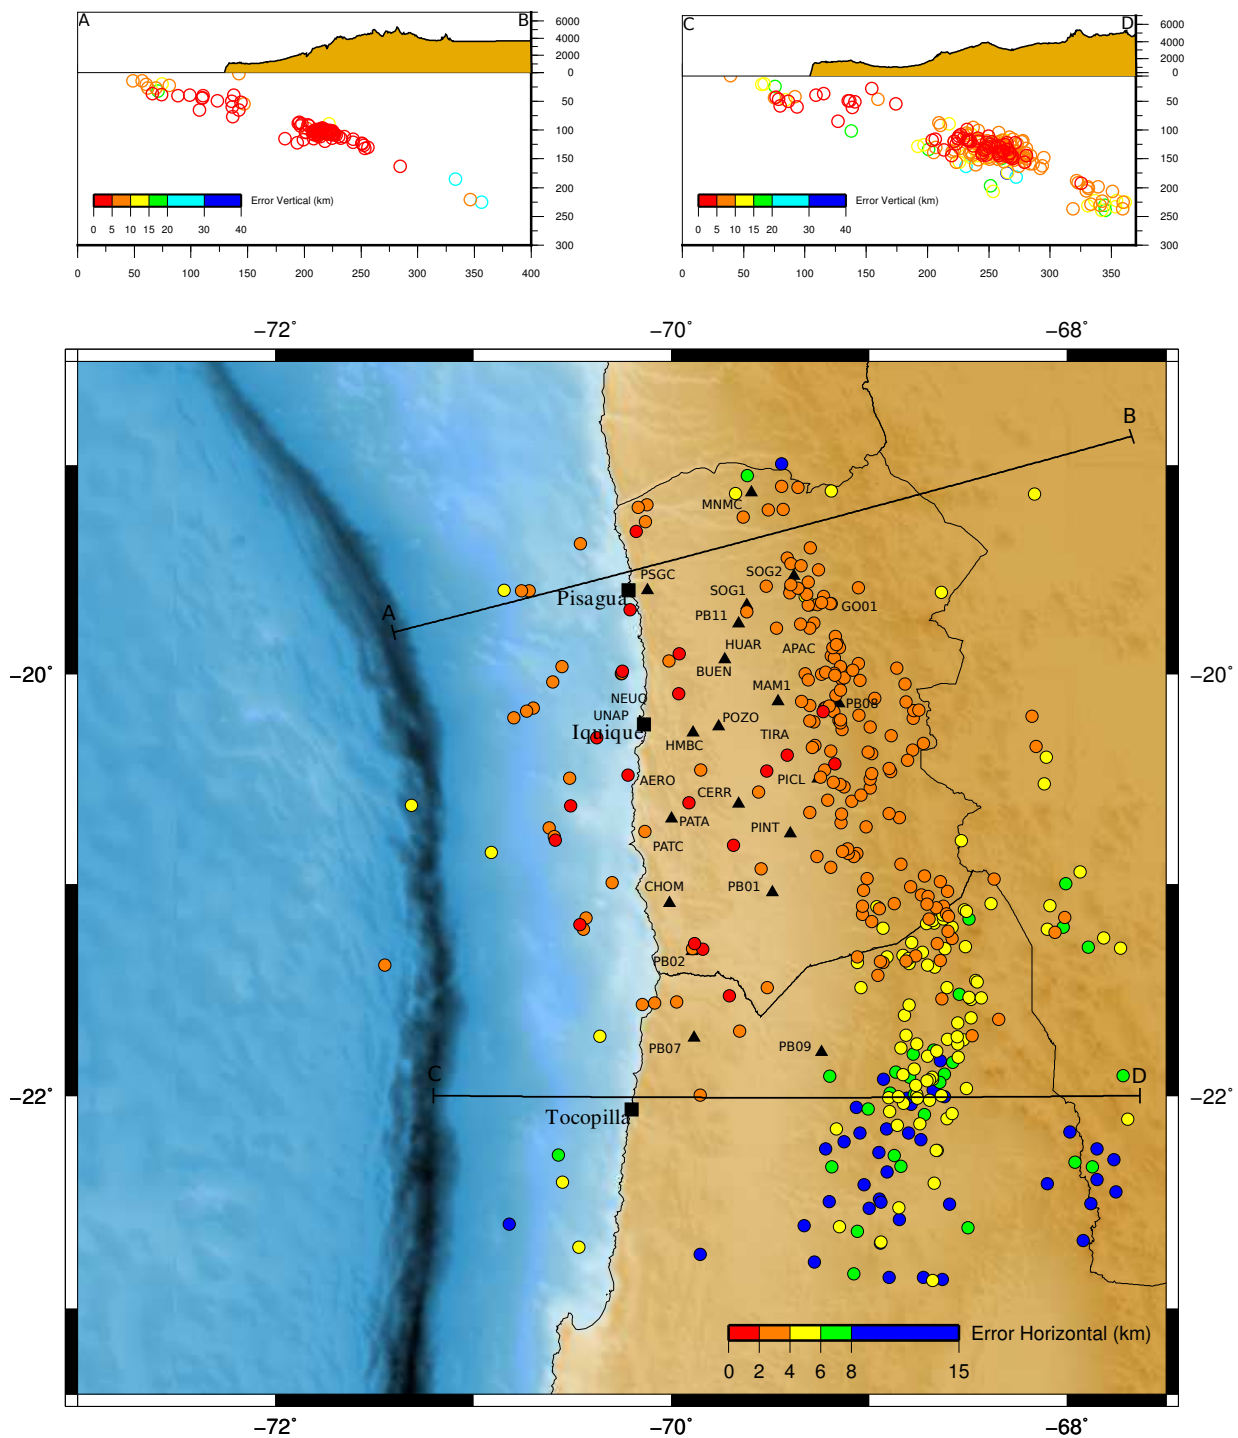 A
B
6000
4000
2000
0
50
100
150
200
250
300
0 5 10 15 20 30 40
Error Vertical (km)
0 50 100 150 200 250 300 350 400
C
D
6000
4000
2000
0
50
100
150
200
250
300
0 5 10 15 20 30 40
Error Vertical (km)
0 50 100 150 200 250 300 350
−72˚ −70˚ −68˚
B
MNMC
PSGC
SOG2
Pisagua
SOG1
GO01
A
PB11
HUAR
APAC
BUEN
−20˚ −20˚
MAM1
NEUQ
PB08
UNAP
POZO
Iquique
TIRA
HMBC
AERO
PICL
CERR
PATA
PINT
PATC
CHOM
PB01
PB02
PB07
PB09
C
D
−22˚ −22˚
Tocopilla
Error Horizontal (km)
0 2 4 6 8 15
−72˚ −70˚ −68˚